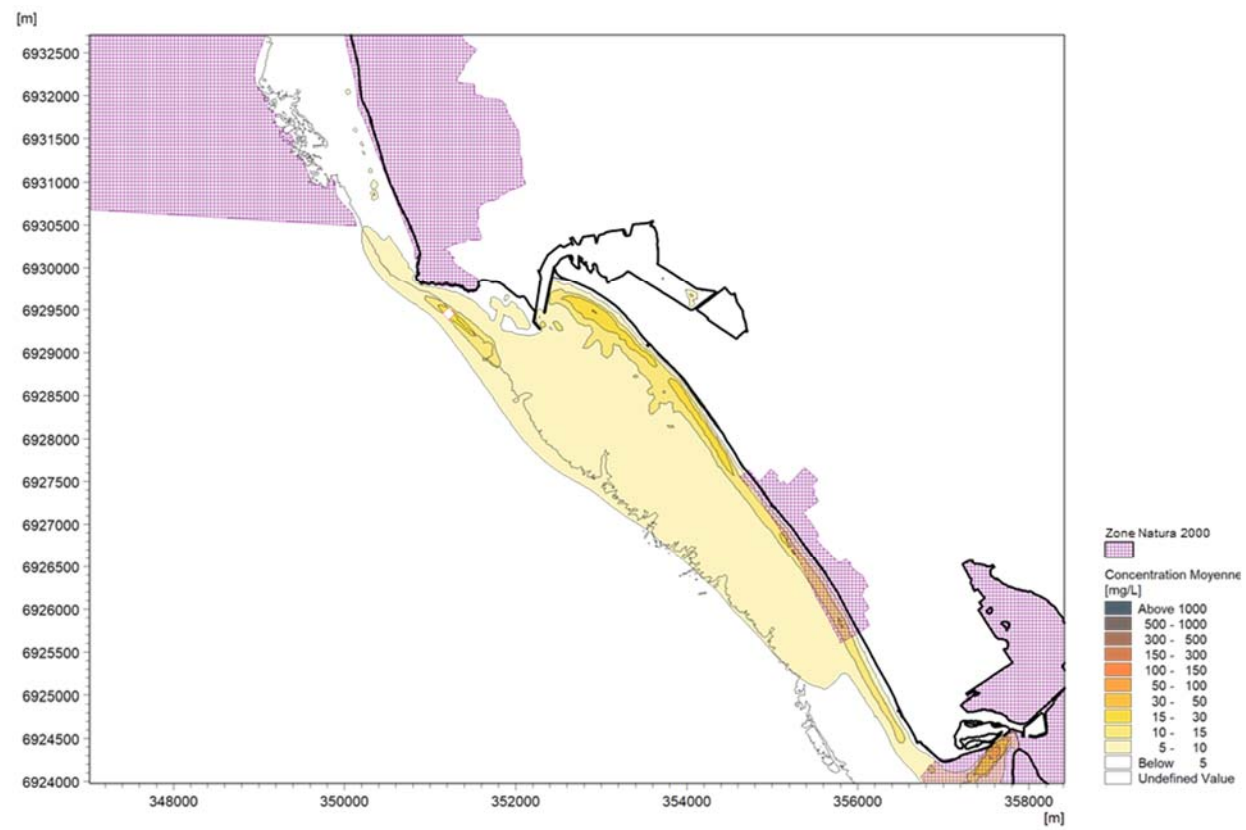 [m]
6932500
6932000
6931500
6931000
6930500
6930000
6929500
6929000
6928500
6928000
6927500
6927000
6926500
6926000
6925500
6925000
6924500
6924000
348000 350000 352000 354000 356000 358000
[m]
Zone Natura 2000
Concentration Moyenne
[mg/L]
Above 1000
500 - 1000
300 - 500
150 - 300
100 - 150
50 - 100
30 - 50
15 - 30
10 - 15
5 - 10
Below 5
Undefined Value